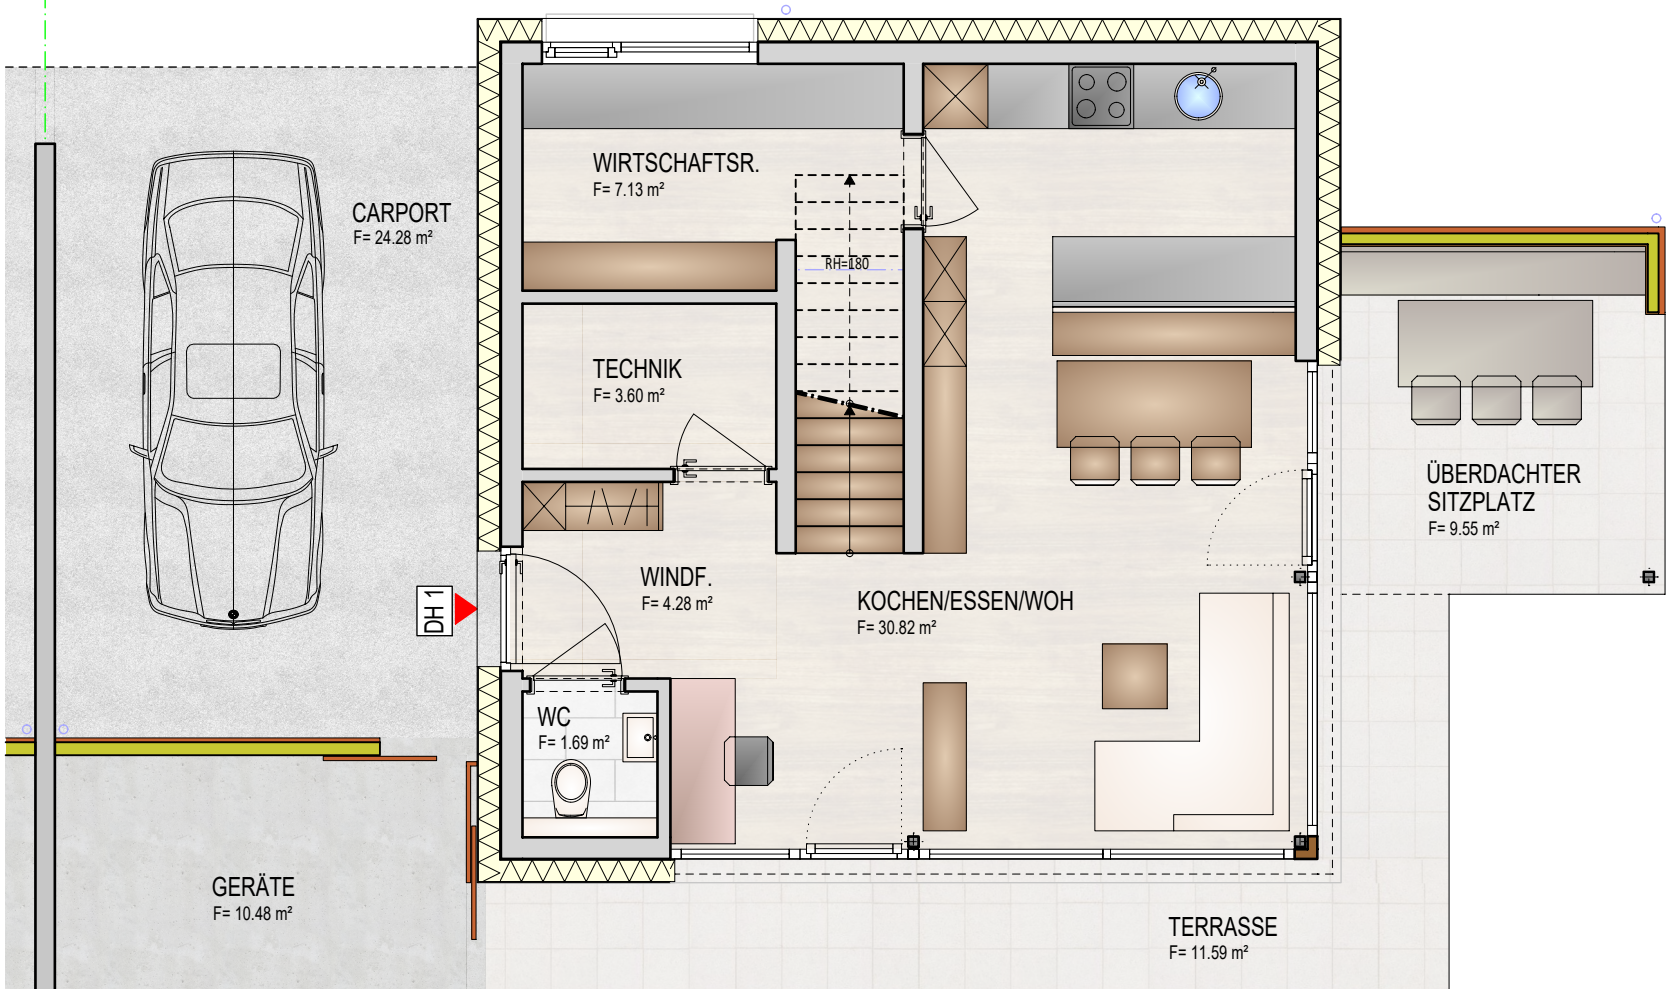 WIRTSCHAFTSR.
F= 7.13 m²
CARPORT
F= 24.28 m²
RH=180
TECHNIK
F= 3.60 m²
ÜBERDACHTER
SITZPLATZ
F= 9.55 m²
WINDF.
F= 4.28 m²
DH 1
KOCHEN/ESSEN/WOH
F= 30.82 m²
WC
F= 1.69 m²
GERÄTE
F= 10.48 m²
TERRASSE
F= 11.59 m²